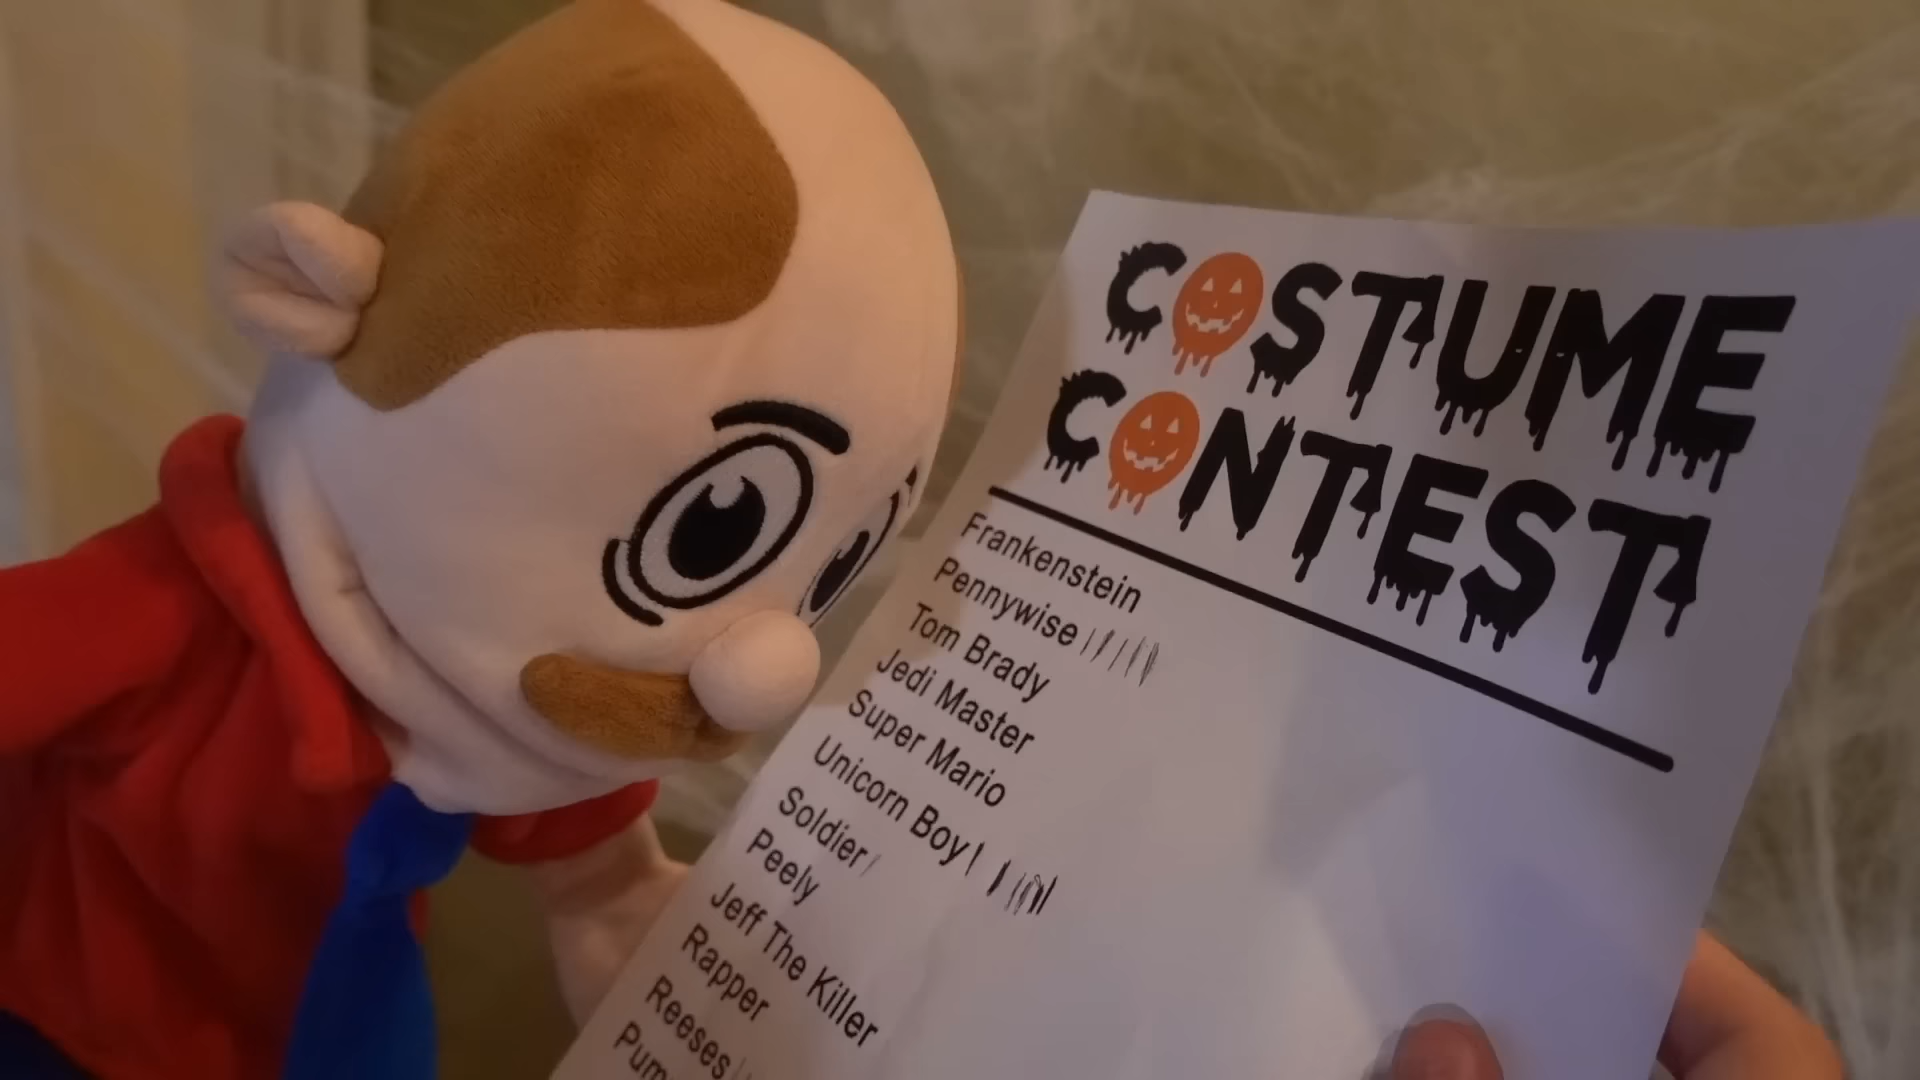 COSTUME
CONTEST
Frankenstein
Pennywise
Tom Brady
Jedi Master
Super Mario
Unicorn Boy
Soldier
Peely
Jeff The Killer
Rapper
Reeses